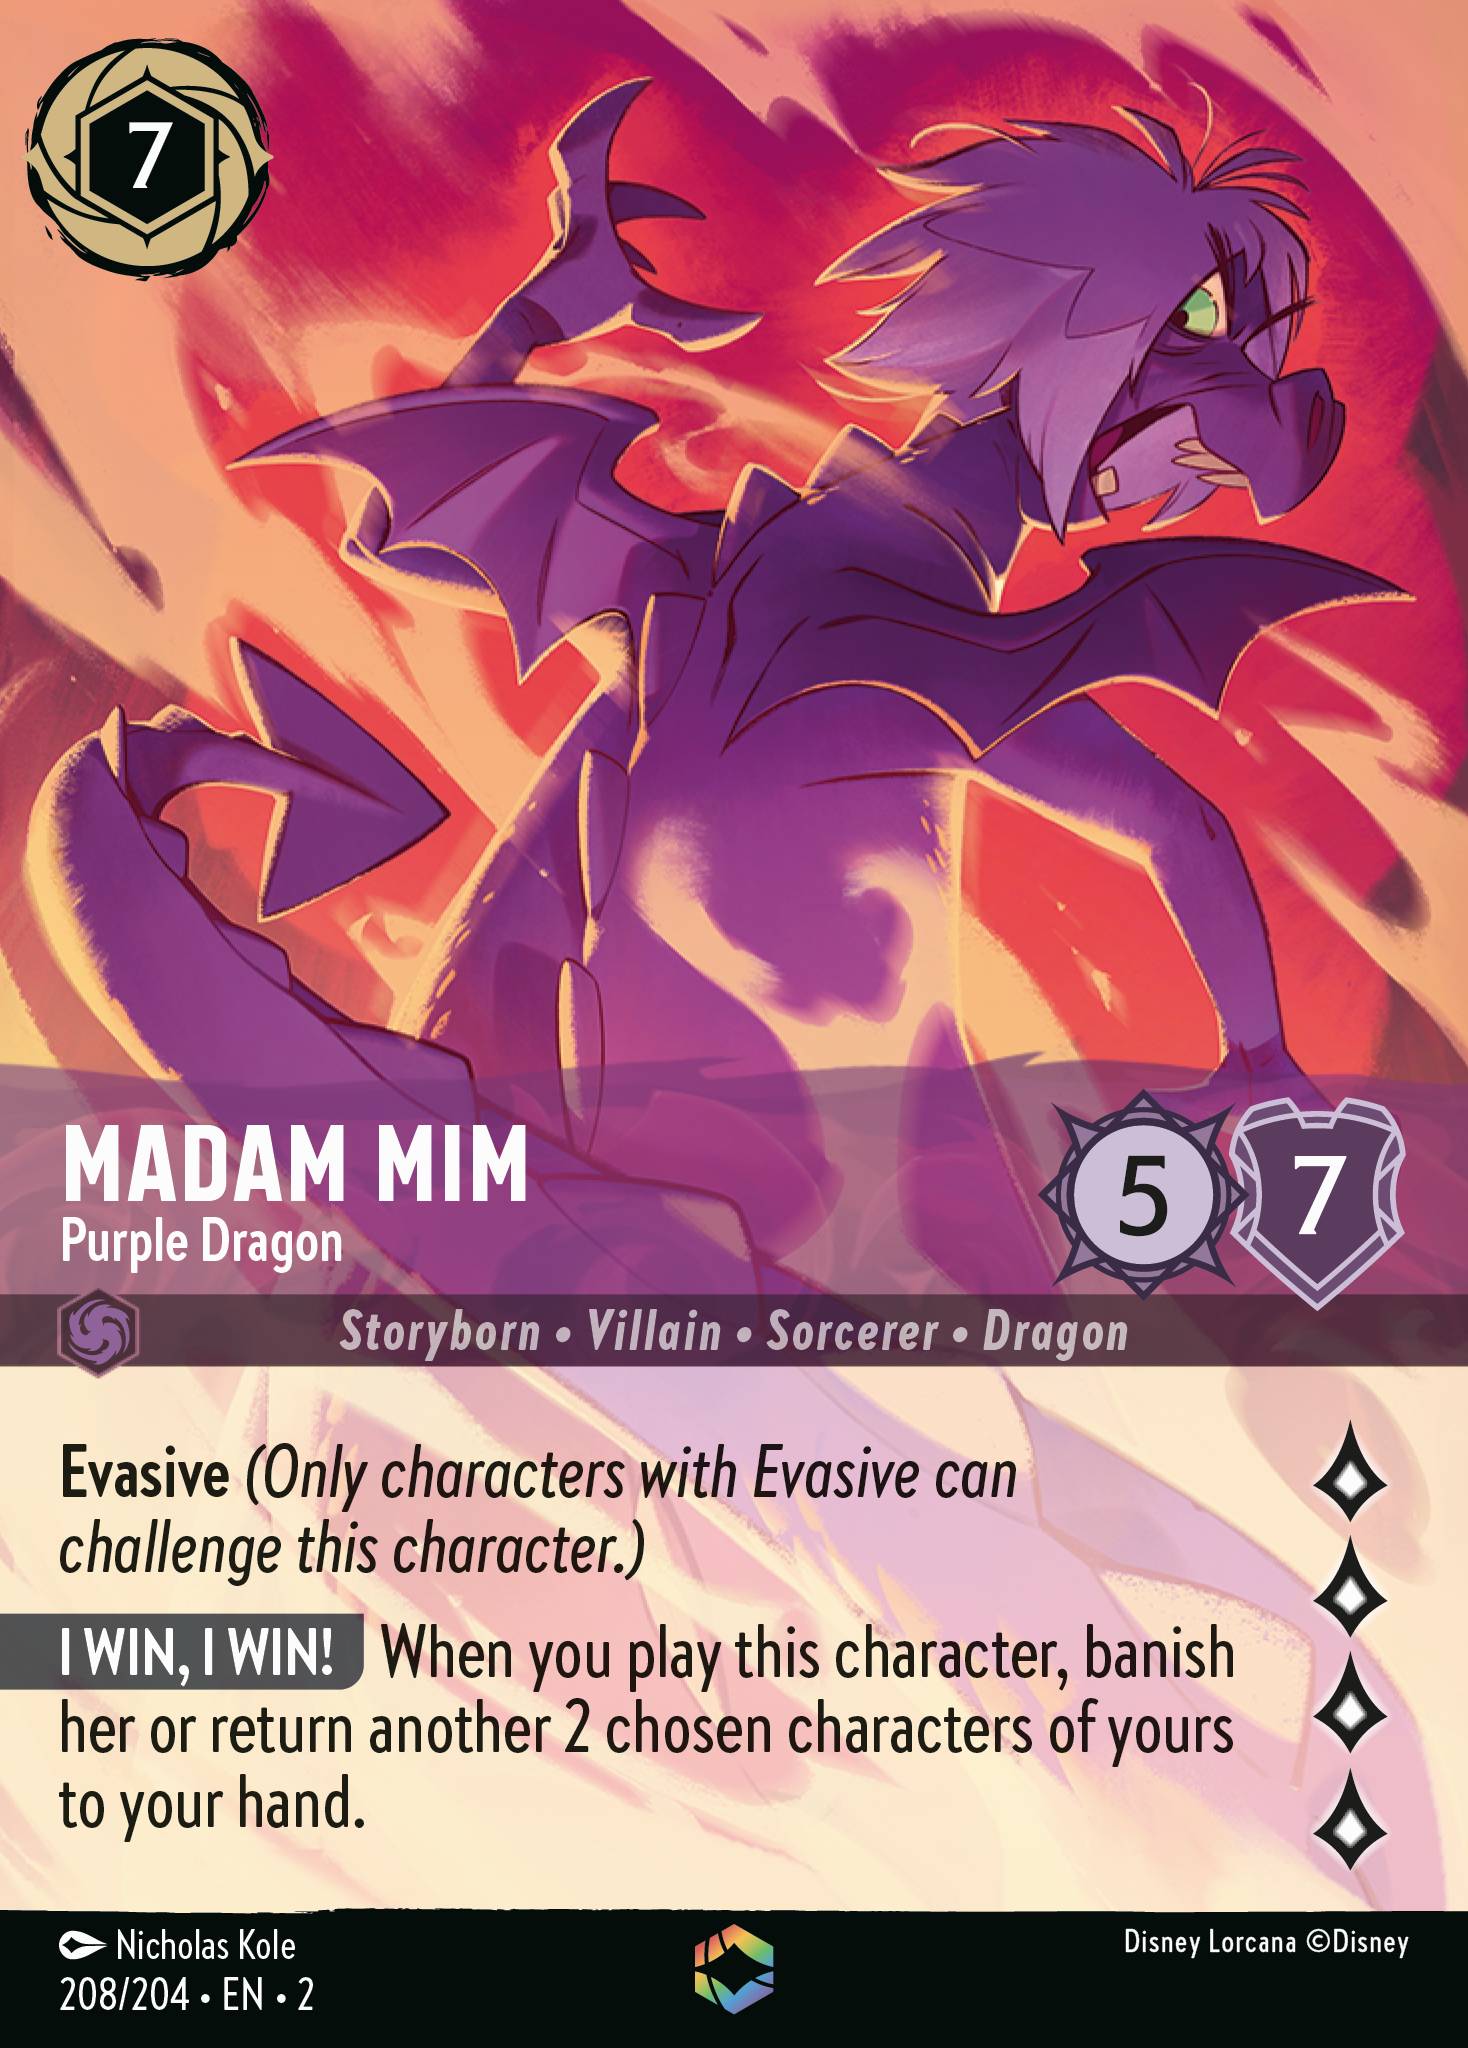 7
MADAM MIM
Purple Dragon
5 7
Storyborn • Villain • Sorcerer • Dragon
Evasive (Only characters with Evasive can
challenge this character.)
I WIN, I WIN! When you play this character, banish
her or return another 2 chosen characters of yours
to your hand.
Nicholas Kole
208/204 • EN • 2
Disney Lorcana ©Disney